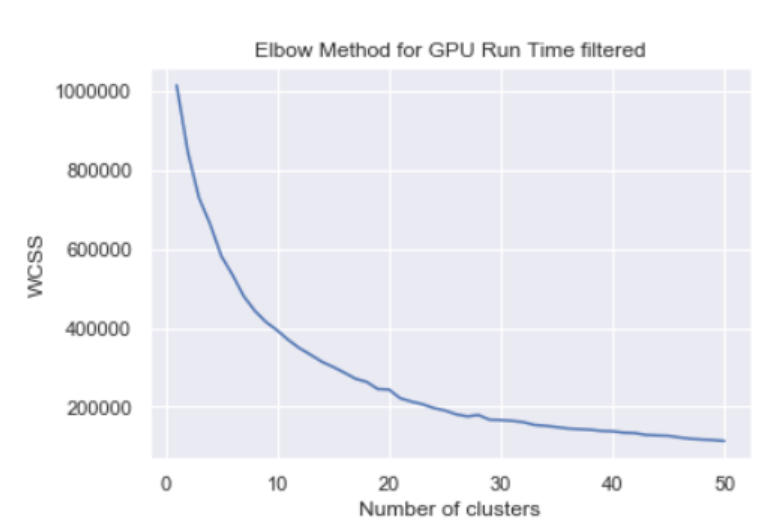 Elbow Method for GPU Run Time filtered
1000000
800000
600000
400000
200000
WCSS
0 10 20 30 40 50
Number of clusters